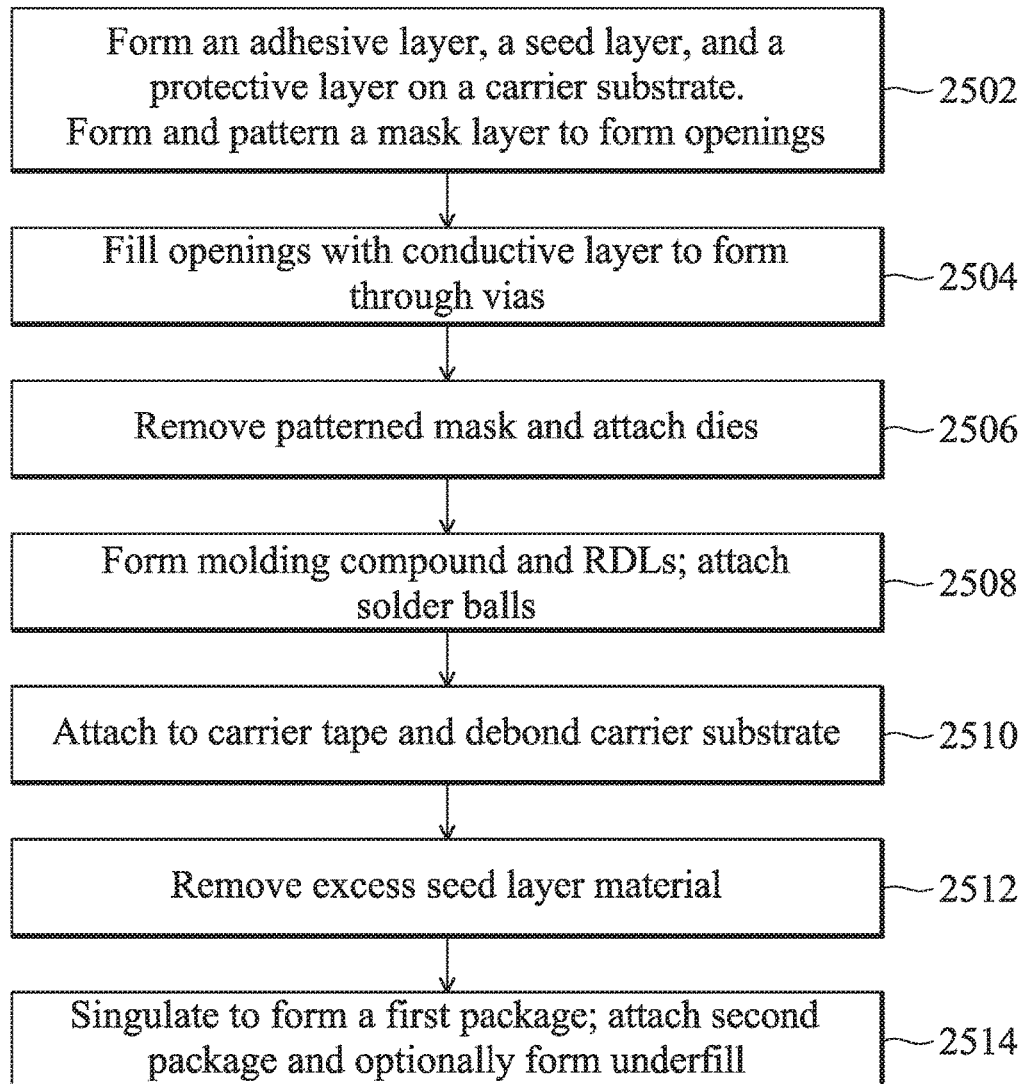 Form an adhesive layer, a seed layer, and a
protective layer on a carrier substrate.
Form and pattern a mask layer to form openings
2502
Fill openings with conductive layer to form
through vias
2504
Remove patterned mask and attach dies
2506
Form molding compound and RDLs; attach
solder balls
2508
Attach to carrier tape and debond carrier substrate
2510
Remove excess seed layer material
2512
Singulate to form a first package; attach second
package and optionally form underfill
2514